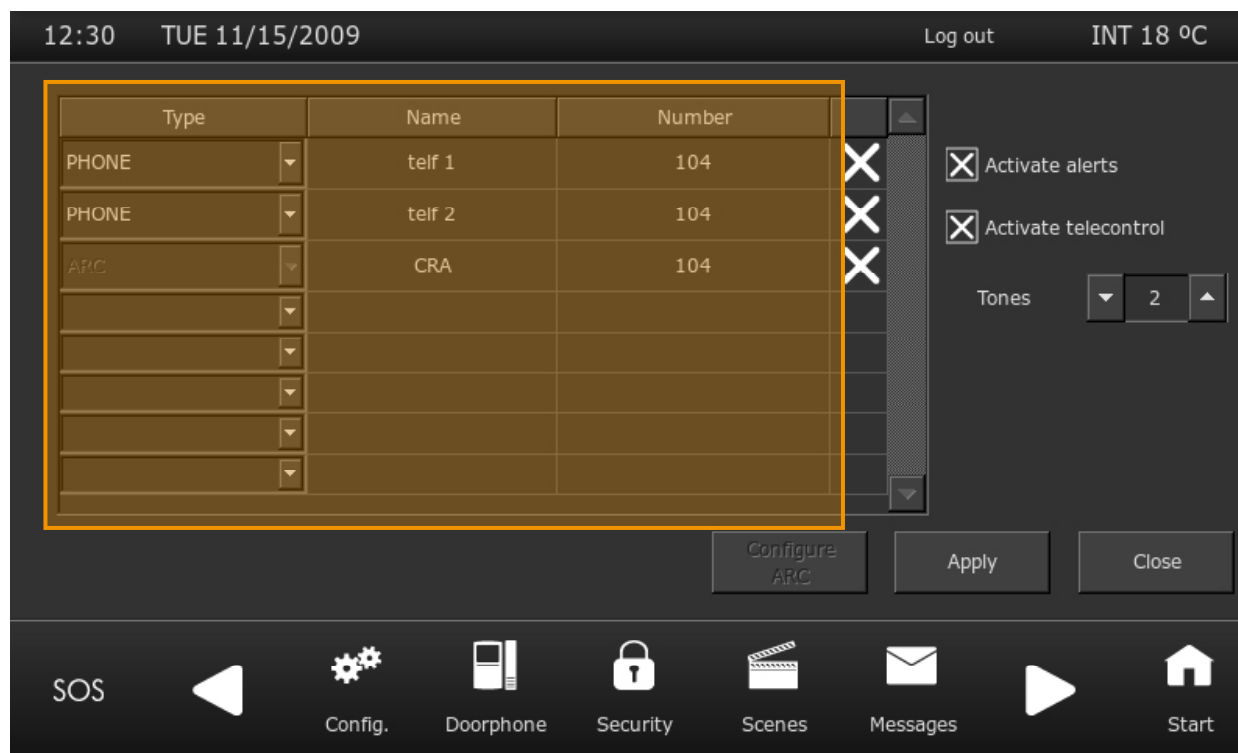 12:30 TUE 11/15/2009 Log out INT 18 ºC
Type Name Number
PHONE telf 1 104
Activate alerts
PHONE telf 2 104
Activate telecontrol
ARC CRA 104
Tones 2
Configure
ARC
Apply Close
SOS
Config. Doorphone Security Scenes Messages Start